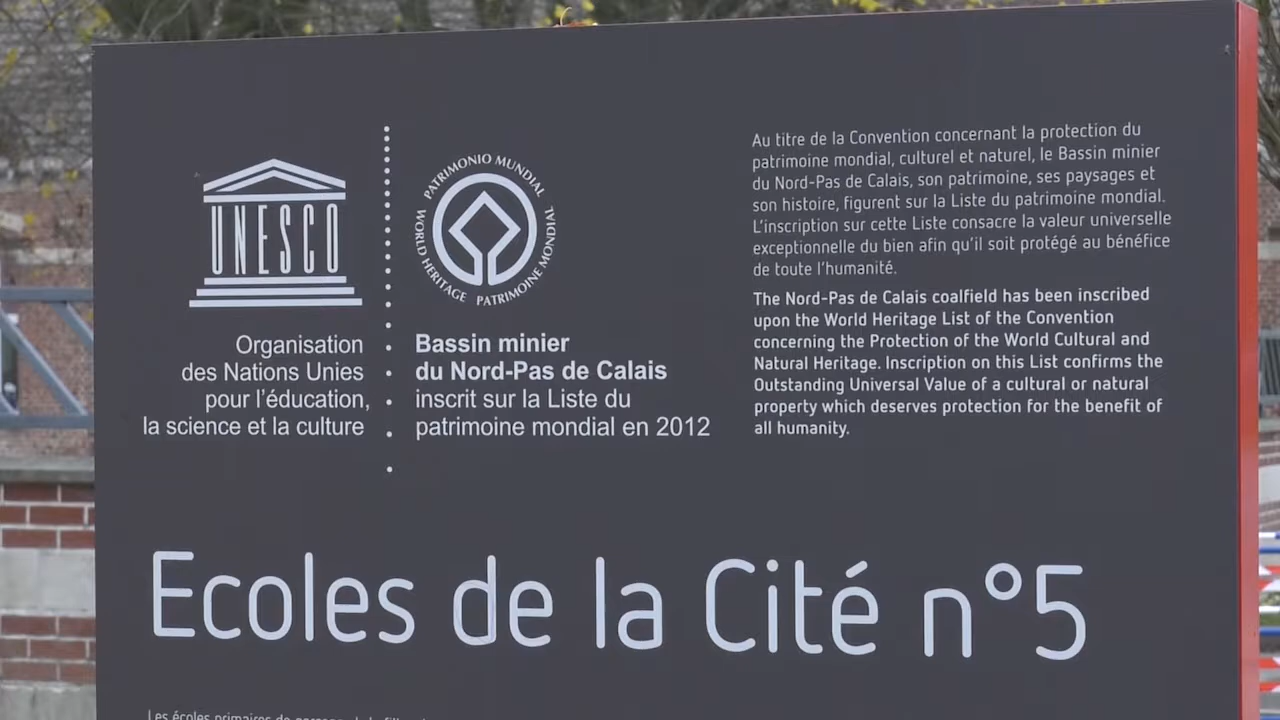 UNESCO
Organisation
des Nations Unies
pour l'éducation,
la science et la culture
PATRIMONIO MUNDIAL
WORLD HERITAGE
PATRIMOINE MONDIAL
Bassin minier
du Nord-Pas de Calais
inscrit sur la Liste du
patrimoine mondial en 2012
Au titre de la Convention concernant la protection du
patrimoine mondial, culturel et naturel, le Bassin minier
du Nord-Pas de Calais, son patrimoine, ses paysages et
son histoire, figurent sur la Liste du patrimoine mondial.
L'inscription sur cette Liste consacre la valeur universelle
exceptionnelle du bien afin qu'il soit protégé au bénéfice
de toute l'humanité.
The Nord-Pas de Calais coalfield has been inscribed
upon the World Heritage List of the Convention
concerning the Protection of the World Cultural and
Natural Heritage. Inscription on this List confirms the
Outstanding Universal Value of a cultural or natural
property which deserves protection for the benefit of
all humanity.
Ecoles de la Cité n°5
Les écoles primaires de